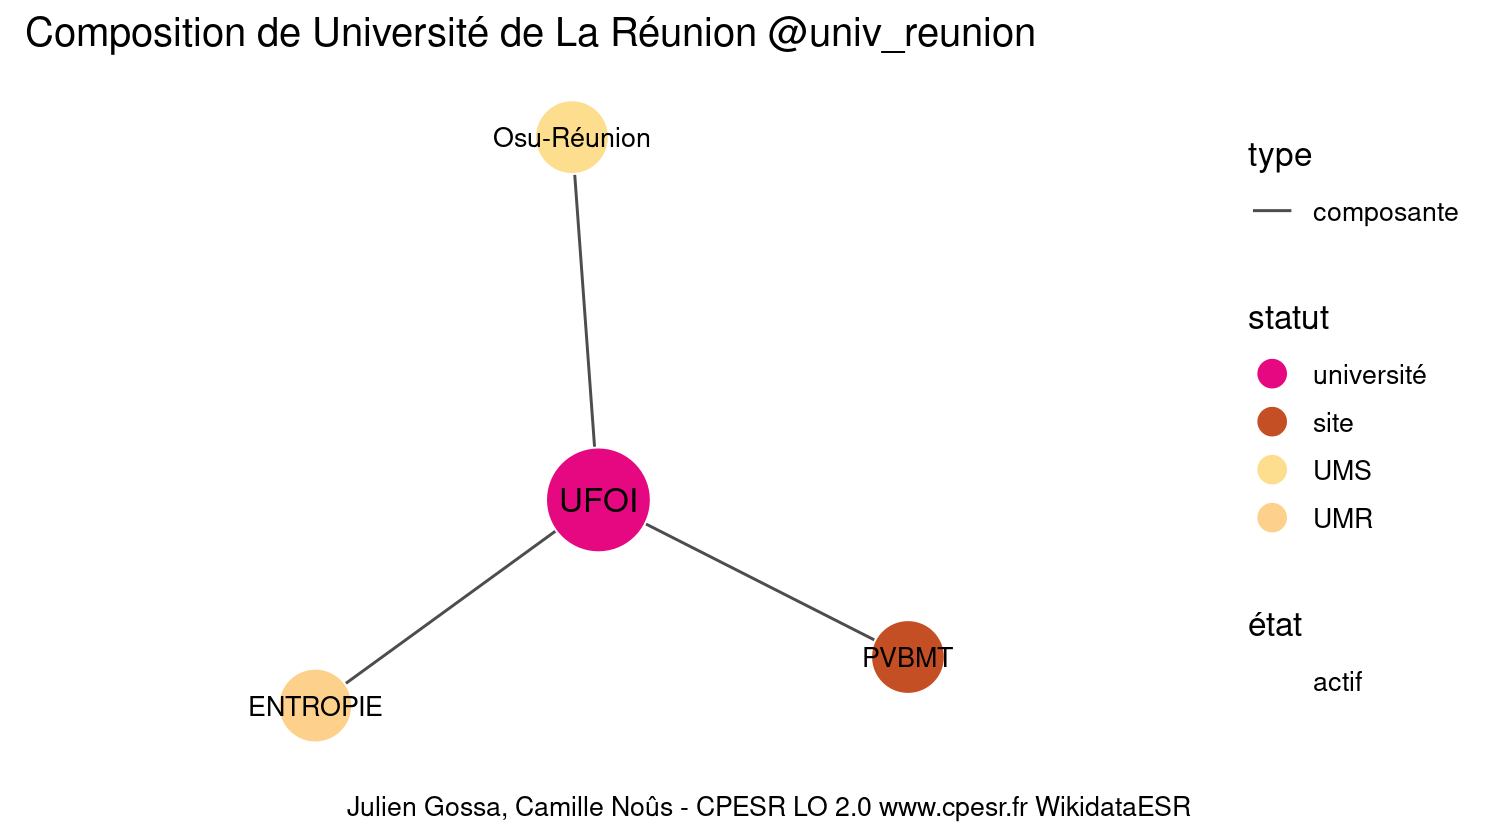 Composition de Université de La Réunion @univ_reunion
Osu-Réunion
UFOI
PVBMT
ENTROPIE
type
composante
statut
université
site
UMS
UMR
état
actif
Julien Gossa, Camille Noûs - CPESR LO 2.0 www.cpesr.fr WikidataESR